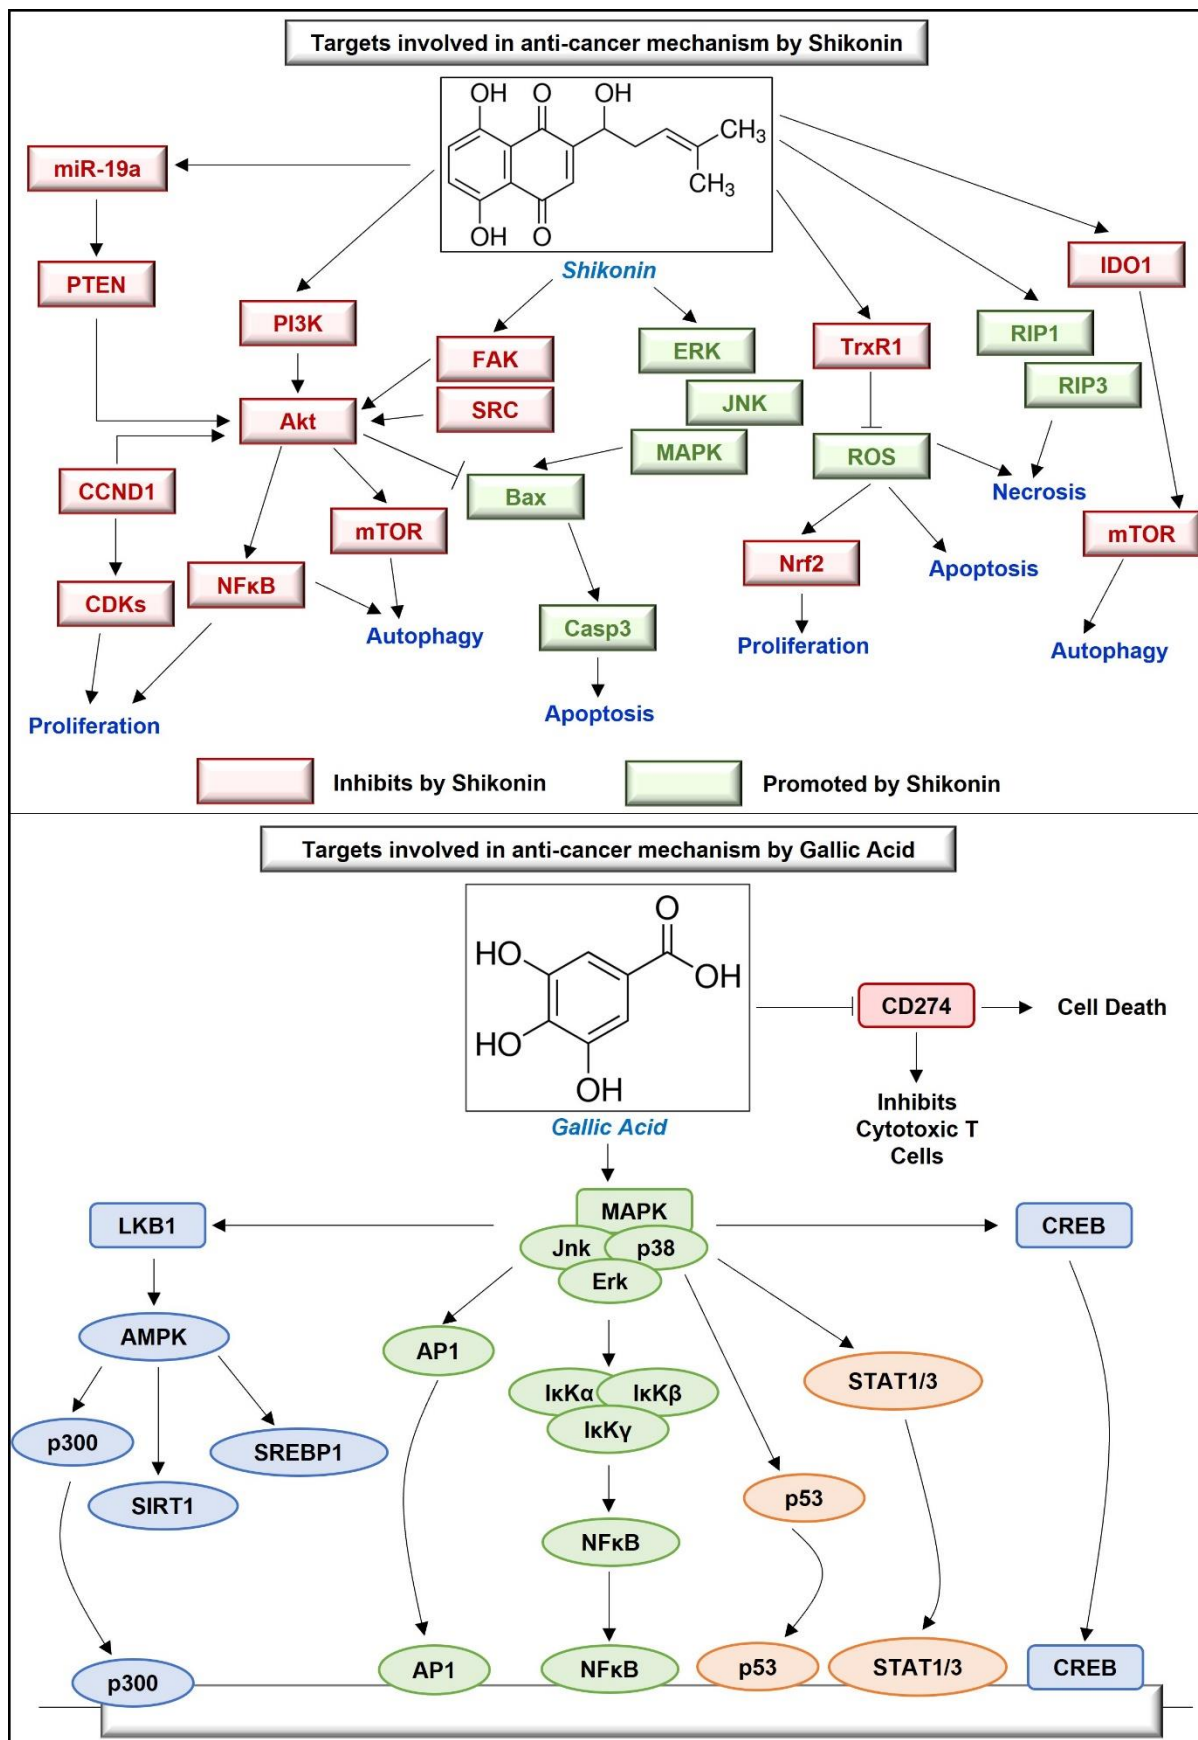 Targets involved in anti-cancer mechanism by Shikonin
OH
O
OH
CH3
CH3
OH
O
Shikonin
miR-19a
PTEN
IDO1
PI3K
FAK
ERK
TrxR1
RIP1
RIP3
SRC
JNK
Akt
MAPK
ROS
CCND1
Bax
Necrosis
mTOR
mTOR
NFκB
Nrf2
Apoptosis
CDKs
Autophagy
Casp3
Proliferation
Autophagy
Proliferation
Apoptosis
Inhibits by Shikonin
Promoted by Shikonin
Targets involved in anti-cancer mechanism by Gallic Acid
O
HO
OH
HO
OH
Gallic Acid
CD274
Cell Death
Inhibits
Cytotoxic T
Cells
MAPK
LKB1
CREB
Jnk
p38
Erk
AMPK
AP1
STAT1/3
IκKα
IκKβ
IκKγ
p300
SREBP1
SIRT1
p53
NFκB
p300
AP1
NFκB
p53
STAT1/3
CREB